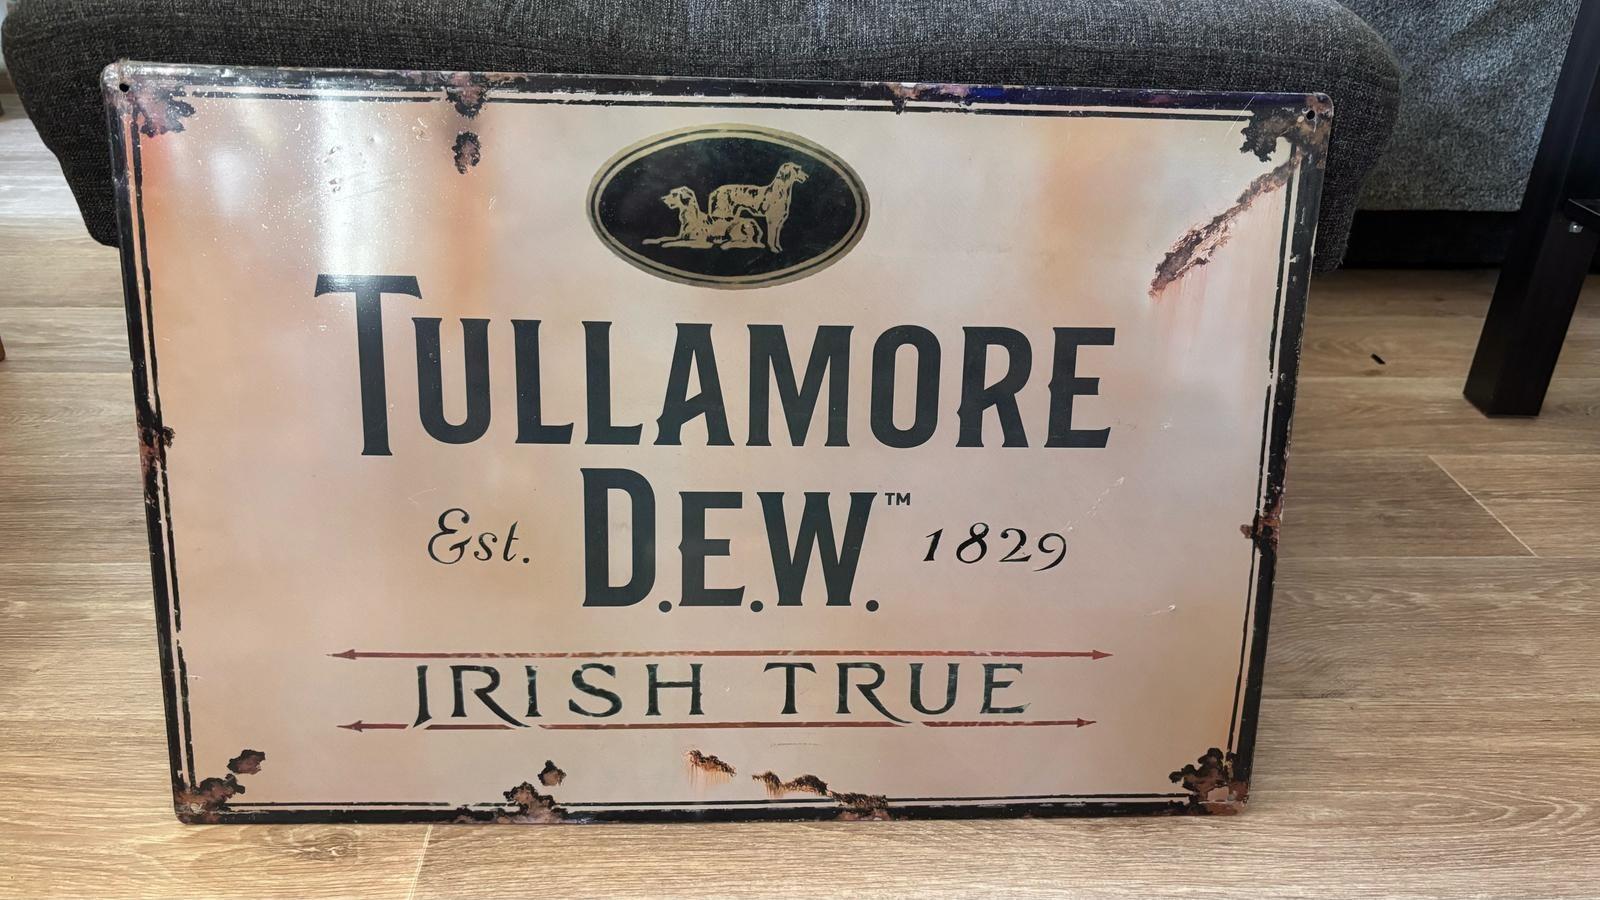 TULLAMORE
Est. D.E.W.™ 1829
IRISH TRUE